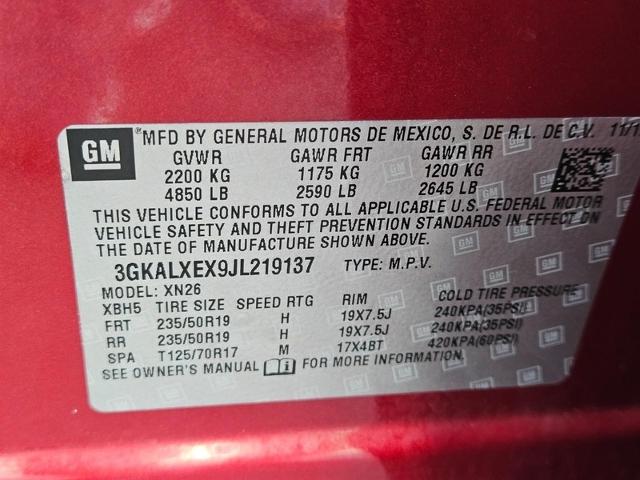 GM ® MFD BY GENERAL MOTORS DE MEXICO, S. DE R.L. DE C.V. 11/1
GVWR GAWR FRT GAWR RR
2200 KG 1175 KG 1200 KG
4850 LB 2590 LB 2645 LB
THIS VEHICLE CONFORMS TO ALL APPLICABLE U.S. FEDERAL MOTOR
VEHICLE SAFETY AND THEFT PREVENTION STANDARDS IN EFFECT ON
THE DATE OF MANUFACTURE SHOWN ABOVE.
3GKALXEX9JL219137 TYPE: M.P.V.
MODEL: XN26
XBH5 TIRE SIZE SPEED RTG RIM COLD TIRE PRESSURE
FRT 235/50R19 H 19X7.5J 240KPA(35PSI)
RR 235/50R19 H 19X7.5J 240KPA(35PSI)
SPA T125/70R17 M 17X4BT 420KPA(60PSI)
SEE OWNER'S MANUAL FOR MORE INFORMATION.